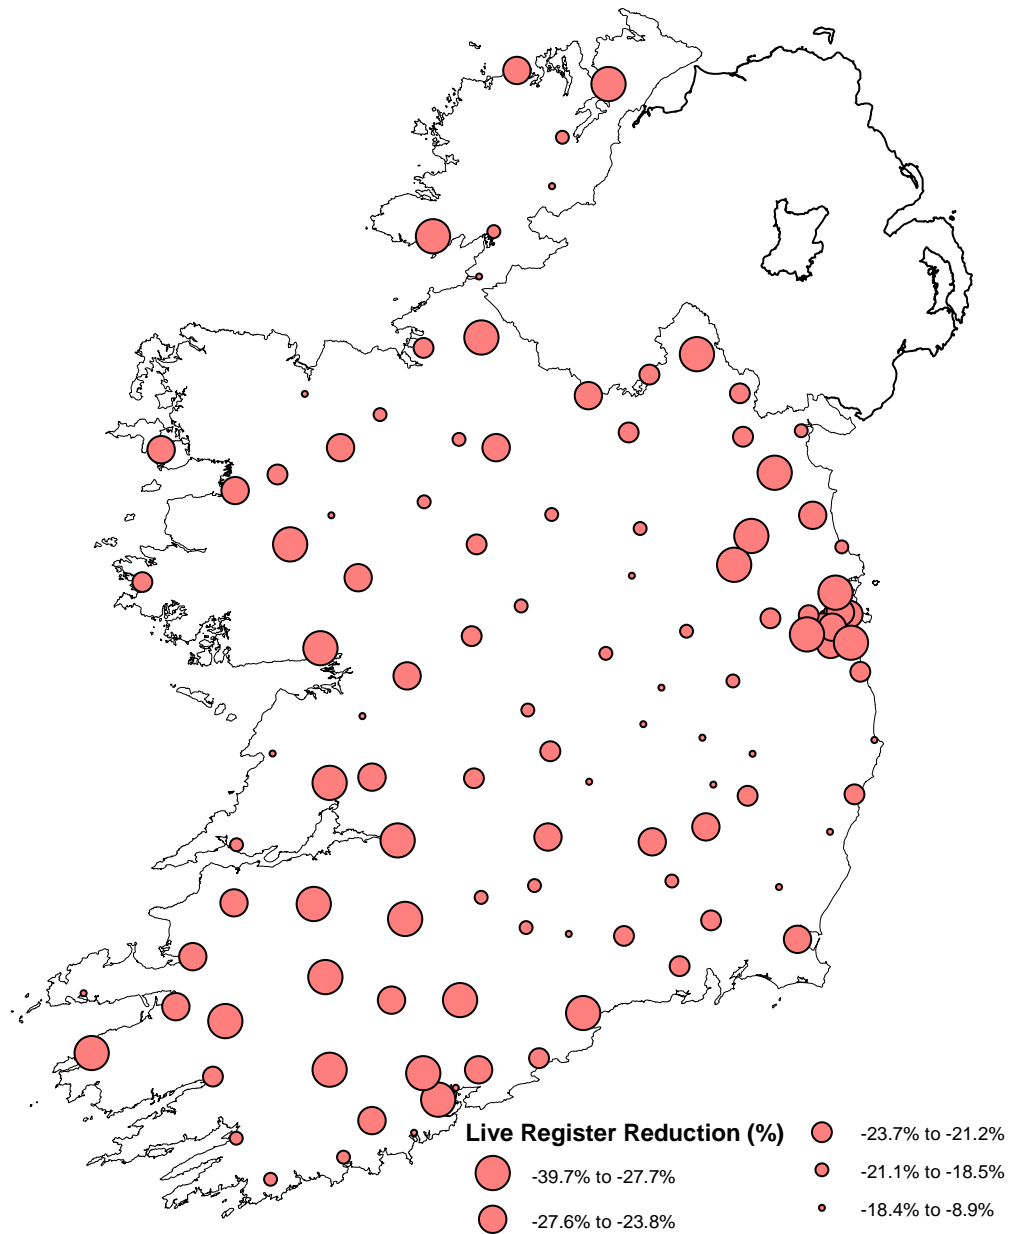 Live Register Reduction (%)
-39.7% to -27.7%
-27.6% to -23.8%
-23.7% to -21.2%
-21.1% to -18.5%
-18.4% to -8.9%